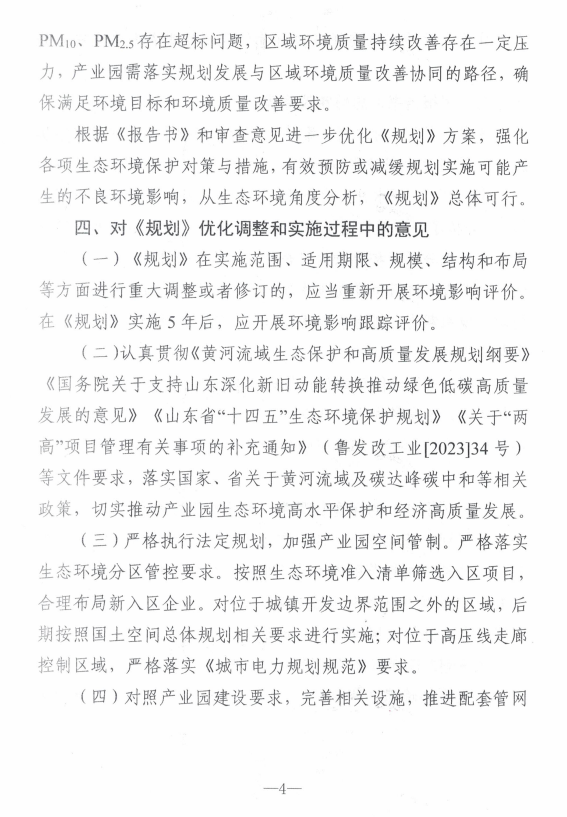 PM10、PM2.5存在超标问题，区域环境质量持续改善存在一定压
力，产业园需落实规划发展与区域环境质量改善协同的路径，确
保满足环境目标和环境质量改善要求。
根据《报告书》和审查意见进一步优化《规划》方案，强化
各项生态环境保护对策与措施，有效预防或减缓规划实施可能产
生的不良环境影响，从生态环境角度分析，《规划》总体可行。
四、对《规划》优化调整和实施过程中的意见
（一）《规划》在实施范围、适用期限、规模、结构和布局
等方面进行重大调整或者修订的，应当重新开展环境影响评价。
在《规划》实施 5 年后，应开展环境影响跟踪评价。
（二）认真贯彻《黄河流域生态保护和高质量发展规划纲要》
《国务院关于支持山东深化新旧动能转换推动绿色低碳高质量
发展的意见》《山东省“十四五”生态环境保护规划》《关于“两
高”项目管理有关事项的补充通知》（鲁发改工业[2023]34 号）
等文件要求，落实国家、省关于黄河流域及碳达峰碳中和等相关
政策，切实推动产业园生态环境高水平保护和经济高质量发展。
（三）严格执行法定规划，加强产业园空间管制。严格落实
生态环境分区管控要求。按照生态环境准入清单筛选入区项目，
合理布局新入区企业。对位于城镇开发边界范围之外的区域，后
期按照国土空间总体规划相关要求进行实施；对位于高压线走廊
控制区域，严格落实《城市电力规划规范》要求。
（四）对照产业园建设要求，完善相关设施，推进配套管网
—4—